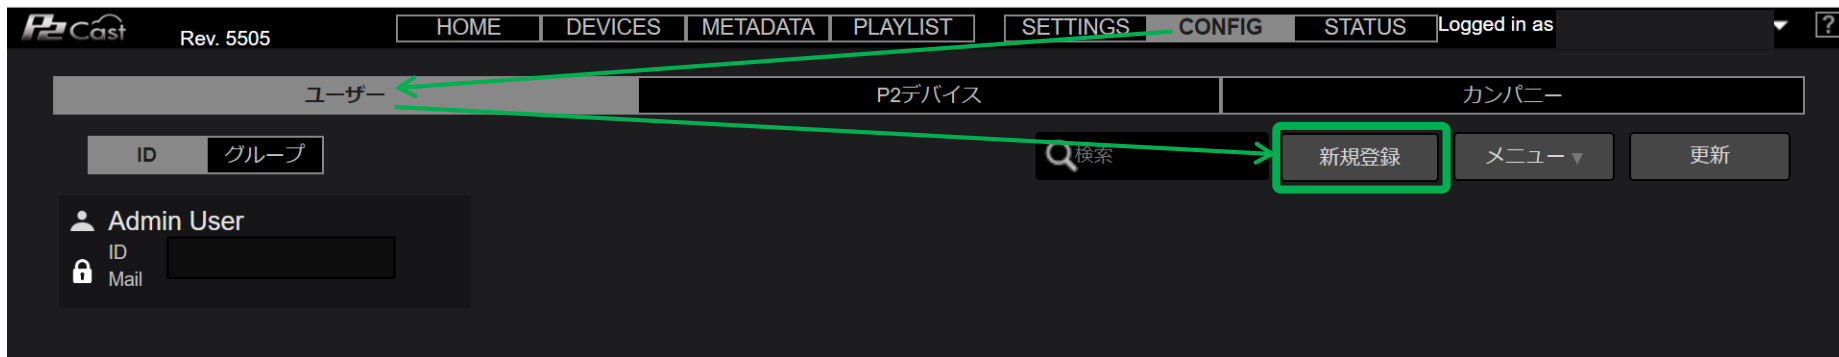 P2 Cast Rev. 5505 HOME DEVICES METADATA PLAYLIST SETTINGS CONFIG STATUS Logged in as ?
ユーザー P2デバイス カンパニー
ID グループ 検索 新規登録 メニュー ▼ 更新
Admin User
ID
Mail